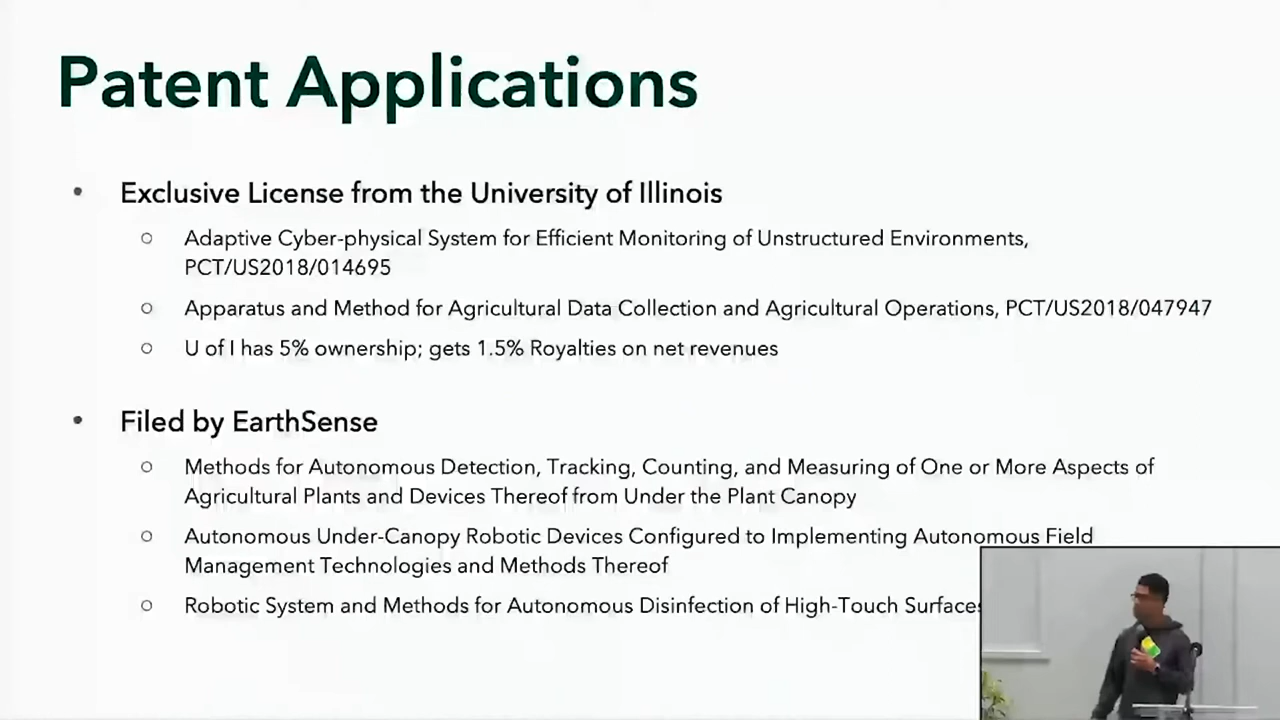 Patent Applications
• Exclusive License from the University of Illinois
○ Adaptive Cyber-physical System for Efficient Monitoring of Unstructured Environments,
PCT/US2018/014695
○ Apparatus and Method for Agricultural Data Collection and Agricultural Operations, PCT/US2018/047947
○ U of I has 5% ownership; gets 1.5% Royalties on net revenues
• Filed by EarthSense
○ Methods for Autonomous Detection, Tracking, Counting, and Measuring of One or More Aspects of
Agricultural Plants and Devices Thereof from Under the Plant Canopy
○ Autonomous Under-Canopy Robotic Devices Configured to Implementing Autonomous Field
Management Technologies and Methods Thereof
○ Robotic System and Methods for Autonomous Disinfection of High-Touch Surfaces